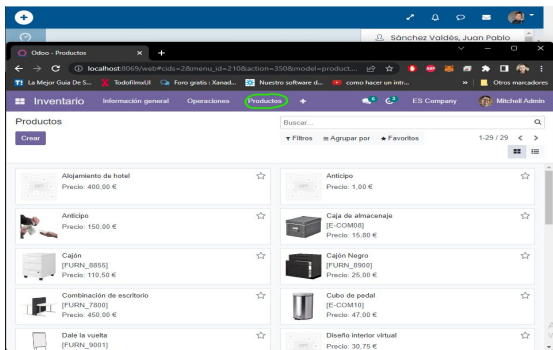 Sánchez Valdés, Juan Pablo
Odoo - Productos
localhost:8069/web#cids=2&menu_id=210&action=350&model=product....
La Mejor Guía De S...
TodofilmxUI
Foro gratis : Xanad...
Nuestro software d...
como hacer un intr...
»
Otros marcadores
Inventario
Información general
Operaciones
Productos
6
3
ES Company
Mitchell Admin
Productos
Buscar...
Crear
Filtros
Agrupar por
Favoritos
1-29 / 29
Alojamiento de hotel
Precio: 400,00 €
Anticipo
Precio: 1,00 €
Anticipo
Precio: 150,00 €
Caja de almacenaje
[E-COM08]
Precio: 15,80 €
Cajón
[FURN_8855]
Precio: 110,50 €
Cajón Negro
[FURN_8900]
Precio: 25,00 €
Combinación de escritorio
[FURN_7800]
Precio: 450,00 €
Cubo de pedal
[E-COM10]
Precio: 47,00 €
Dale la vuelta
[FURN_9001]
Diseño interior virtual
Precio: 30,75 €